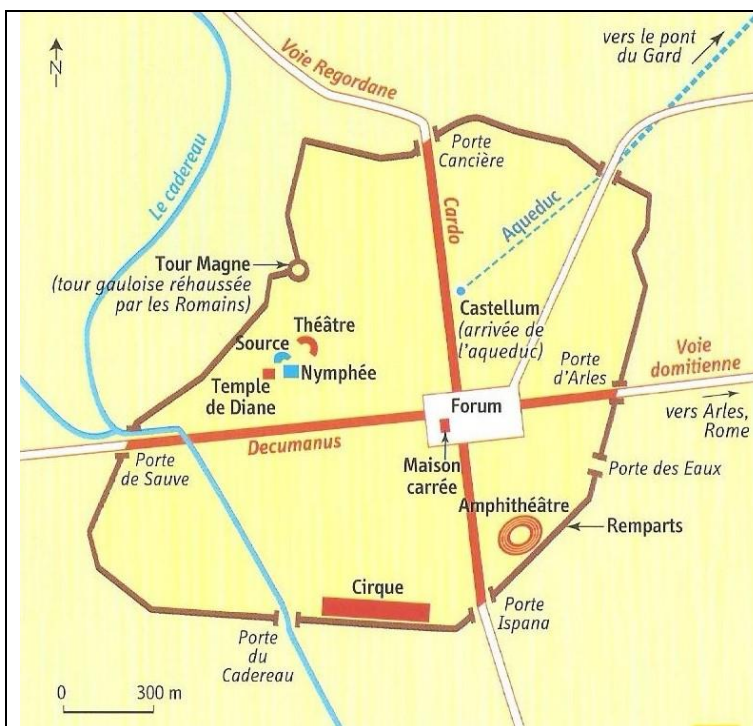 N
vers le pont
du Gard
Voie Regordane
Porte
Cancière
Le cadereau
Cardo
Aqueduc
Tour Magne
(tour gauloise réhaussée
par les Romains)
Castellum
(arrivée de
l'aqueduc)
Théâtre
Source
Nymphée
Temple
de Diane
Porte
d'Arles
Voie
domitienne
Forum
vers Arles,
Rome
Decumanus
Porte
de Sauve
Maison
carrée
Porte des Eaux
Amphithéâtre
Remparts
Cirque
Porte
Ispana
Porte
du
Cadereau
0 300 m